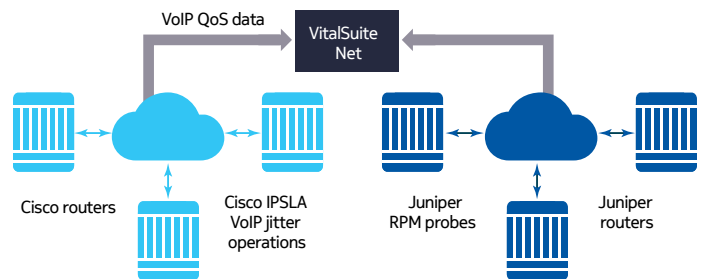 VoIP QoS data
VitalSuite
Net
Cisco routers
Cisco IPSLA
VoIP jitter
operations
Juniper
RPM probes
Juniper
routers